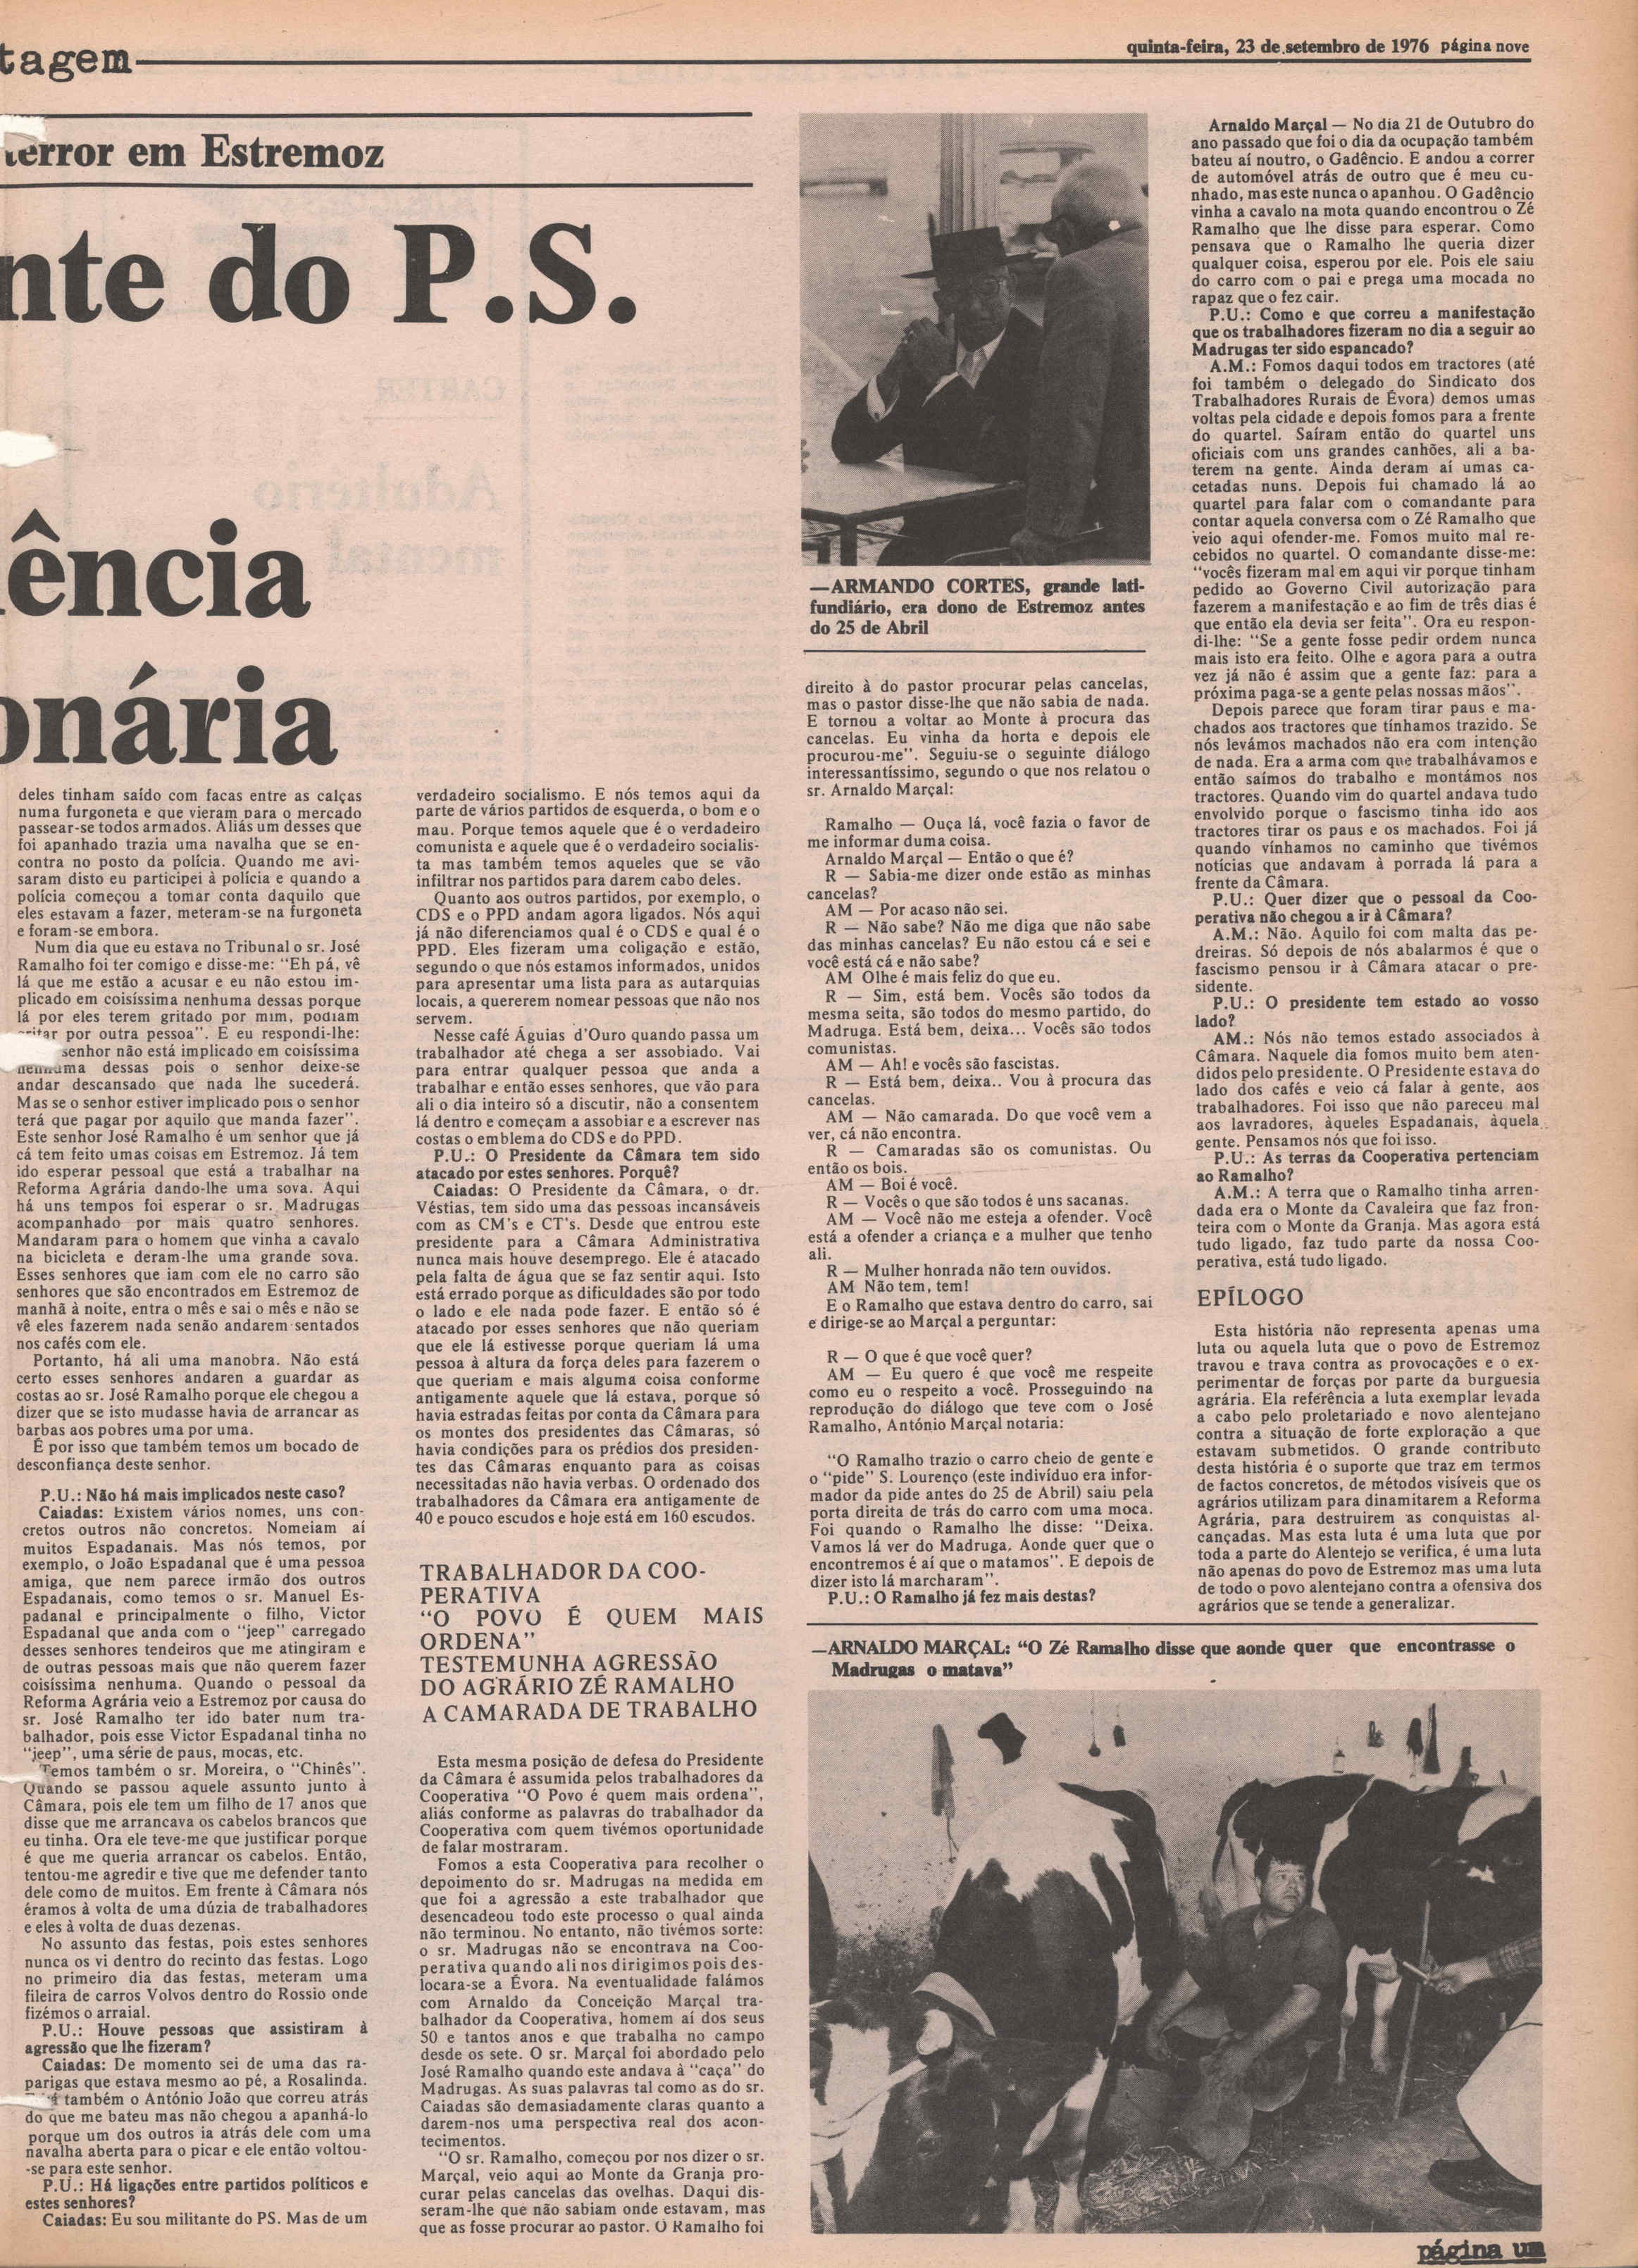 tagem
quinta-feira, 23 de setembro de 1976 página nove
terror em Estremoz
nte do P.S.
ência
onária
deles tinham saído com facas entre as calças
numa furgoneta e que vieram para o mercado
passear-se todos armados. Aliás um desses que
foi apanhado trazia uma navalha que se en-
contra no posto da polícia. Quando me avi-
saram disto eu participei à polícia e quando a
polícia começou a tomar conta daquilo que
eles estavam a fazer, meteram-se na furgoneta
e foram-se embora.
Num dia que eu estava no Tribunal o sr. José
Ramalho foi ter comigo e disse-me: "Eh pá, vê
lá que me estão a acusar e eu não estou im-
plicado em coisíssima nenhuma dessas porque
lá por eles terem gritado por mim, podiam
gritar por outra pessoa". E eu respondi-lhe:
senhor não está implicado em coisíssima
nenhuma dessas pois o senhor deixe-se
andar descansado que nada lhe sucederá.
Mas se o senhor estiver implicado pois o senhor
terá que pagar por aquilo que manda fazer".
Este senhor José Ramalho é um senhor que já
cá tem feito umas coisas em Estremoz. Já tem
ido esperar pessoal que está a trabalhar na
Reforma Agrária dando-lhe uma sova. Aqui
há uns tempos foi esperar o sr. Madrugas
acompanhado por mais quatro senhores.
Mandaram para o homem que vinha a cavalo
na bicicleta e deram-lhe uma grande sova.
Esses senhores que iam com ele no carro são
senhores que são encontrados em Estremoz de
manhã à noite, entra o mês e sai o mês e não se
vê eles fazerem nada senão andarem sentados
nos cafés com ele.
Portanto, há ali uma manobra. Não está
certo esses senhores andaren a guardar as
costas ao sr. José Ramalho porque ele chegou a
dizer que se isto mudasse havia de arrancar as
barbas aos pobres uma por uma.
É por isso que também temos um bocado de
desconfiança deste senhor.
P.U.: Não há mais implicados neste caso?
Caiadas: Existem vários nomes, uns con-
cretos outros não concretos. Nomeiam aí
muitos Espadanais. Mas nós temos, por
exemplo, o João Espadanal que é uma pessoa
amiga, que nem parece irmão dos outros
Espadanais, como temos o sr. Manuel Es-
padanal e principalmente o filho, Victor
Espadanal que anda com o "jeep" carregado
desses senhores tendeiros que me atingiram e
de outras pessoas mais que não querem fazer
coisíssima nenhuma. Quando o pessoal da
Reforma Agrária veio a Estremoz por causa do
sr. José Ramalho ter ido bater num tra-
balhador, pois esse Victor Espadanal tinha no
"jeep", uma série de paus, mocas, etc.
Temos também o sr. Moreira, o "Chinês".
Quando se passou aquele assunto junto à
Câmara, pois ele tem um filho de 17 anos que
disse que me arrancava os cabelos brancos que
eu tinha. Ora ele teve-me que justificar porque
é que me queria arrancar os cabelos. Então,
tentou-me agredir e tive que me defender tanto
dele como de muitos. Em frente à Câmara nós
éramos à volta de uma dúzia de trabalhadores
e eles à volta de duas dezenas.
No assunto das festas, pois estes senhores
nunca os vi dentro do recinto das festas. Logo
no primeiro dia das festas, meteram uma
fileira de carros Volvos dentro do Rossio onde
fizémos o arraial.
P.U.: Houve pessoas que assistiram à
agressão que lhe fizeram?
Caiadas: De momento sei de uma das ra-
parigas que estava mesmo ao pé, a Rosalinda.
também o António João que correu atrás
do que me bateu mas não chegou a apanhá-lo
porque um dos outros ia atrás dele com uma
navalha aberta para o picar e ele então voltou-
-se para este senhor.
P.U.: Há ligações entre partidos políticos e
estes senhores?
Caiadas: Eu sou militante do PS. Mas de um
verdadeiro socialismo. E nós temos aqui da
parte de vários partidos de esquerda, o bom e o
mau. Porque temos aquele que é o verdadeiro
comunista e aquele que é o verdadeiro socialis-
ta mas também temos aqueles que se vão
infiltrar nos partidos para darem cabo deles.
Quanto aos outros partidos, por exemplo, o
CDS e o PPD andam agora ligados. Nós aqui
já não diferenciamos qual é o CDS e qual é o
PPD. Eles fizeram uma coligação e estão,
segundo o que nós estamos informados, unidos
para apresentar uma lista para as autarquias
locais, a quererem nomear pessoas que não nos
servem.
Nesse café Águias d'Ouro quando passa um
trabalhador até chega a ser assobiado. Vai
para entrar qualquer pessoa que anda a
trabalhar e então esses senhores, que vão para
ali o dia inteiro só a discutir, não a consentem
lá dentro e começam a assobiar e a escrever nas
costas o emblema do CDS e do PPD.
P.U.: O Presidente da Câmara tem sido
atacado por estes senhores. Porquê?
Caiadas: O Presidente da Câmara, o dr.
Véstias, tem sido uma das pessoas incansáveis
com as CM's e CT's. Desde que entrou este
presidente para a Câmara Administrativa
nunca mais houve desemprego. Ele é atacado
pela falta de água que se faz sentir aqui. Isto
está errado porque as dificuldades são por todo
o lado e ele nada pode fazer. E então só é
atacado por esses senhores que não queriam
que ele lá estivesse porque queriam lá uma
pessoa à altura da força deles para fazerem o
que queriam e mais alguma coisa conforme
antigamente aquele que lá estava, porque só
havia estradas feitas por conta da Câmara para
os montes dos presidentes das Câmaras, só
havia condições para os prédios dos presiden-
tes das Câmaras enquanto para as coisas
necessitadas não havia verbas. O ordenado dos
trabalhadores da Câmara era antigamente de
40 e pouco escudos e hoje está em 160 escudos.
TRABALHADOR DA COO-
PERATIVA
"O POVO É QUEM MAIS
ORDENA"
TESTEMUNHA AGRESSÃO
DO AGRÁRIO ZÉ RAMALHO
A CAMARADA DE TRABALHO
Esta mesma posição de defesa do Presidente
da Câmara é assumida pelos trabalhadores da
Cooperativa "O Povo é quem mais ordena",
aliás conforme as palavras do trabalhador da
Cooperativa com quem tivémos oportunidade
de falar mostraram.
Fomos a esta Cooperativa para recolher o
depoimento do sr. Madrugas na medida em
que foi a agressão a este trabalhador que
desencadeou todo este processo o qual ainda
não terminou. No entanto, não tivémos sorte:
o sr. Madrugas não se encontrava na Coo-
perativa quando ali nos dirigimos pois des-
locara-se a Évora. Na eventualidade falámos
com Arnaldo da Conceição Marçal tra-
balhador da Cooperativa, homem aí dos seus
50 e tantos anos e que trabalha no campo
desde os sete. O sr. Marçal foi abordado pelo
José Ramalho quando este andava à "caça" do
Madrugas. As suas palavras tal como as do sr.
Caiadas são demasiadamente claras quanto a
darem-nos uma perspectiva real dos acon-
tecimentos.
"O sr. Ramalho, começou por nos dizer o sr.
Marçal, veio aqui ao Monte da Granja pro-
curar pelas cancelas das ovelhas. Daqui dis-
seram-lhe que não sabiam onde estavam, mas
que as fosse procurar ao pastor. O Ramalho foi
—ARMANDO CORTES, grande lati-
fundiário, era dono de Estremoz antes
do 25 de Abril
direito à do pastor procurar pelas cancelas,
mas o pastor disse-lhe que não sabia de nada.
E tornou a voltar ao Monte à procura das
cancelas. Eu vinha da horta e depois ele
procurou-me". Seguiu-se o seguinte diálogo
interessantíssimo, segundo o que nos relatou o
sr. Arnaldo Marçal:
Ramalho — Ouça lá, você fazia o favor de
me informar duma coisa.
Arnaldo Marçal — Então o que é?
R — Sabia-me dizer onde estão as minhas
cancelas?
AM — Por acaso não sei.
R — Não sabe? Não me diga que não sabe
das minhas cancelas? Eu não estou cá e sei e
você está cá e não sabe?
AM Olhe é mais feliz do que eu.
R — Sim, está bem. Vocês são todos da
mesma seita, são todos do mesmo partido, do
Madruga. Está bem, deixa... Vocês são todos
comunistas.
AM — Ah! e vocês são fascistas.
R — Está bem, deixa.. Vou à procura das
cancelas.
AM — Não camarada. Do que você vem a
ver, cá não encontra.
R — Camaradas são os comunistas. Ou
então os bois.
AM — Boi é você.
R — Vocês o que são todos é uns sacanas.
AM — Você não me esteja a ofender. Você
está a ofender a criança e a mulher que tenho
ali.
R — Mulher honrada não tem ouvidos.
AM Não tem, tem!
E o Ramalho que estava dentro do carro, sai
e dirige-se ao Marçal a perguntar:
R — O que é que você quer?
AM — Eu quero é que você me respeite
como eu o respeito a você. Prosseguindo na
reprodução do diálogo que teve com o José
Ramalho, António Marçal notaria:
"O Ramalho trazio o carro cheio de gente e
o "pide" S. Lourenço (este indivíduo era infor-
mador da pide antes do 25 de Abril) saiu pela
porta direita de trás do carro com uma moca.
Foi quando o Ramalho lhe disse: "Deixa.
Vamos lá ver do Madruga. Aonde quer que o
encontremos é aí que o matamos". E depois de
dizer isto lá marcharam".
P.U.: O Ramalho já fez mais destas?
Arnaldo Marçal — No dia 21 de Outubro do
ano passado que foi o dia da ocupação também
bateu aí noutro, o Gadêncio. E andou a correr
de automóvel atrás de outro que é meu cu-
nhado, mas este nunca o apanhou. O Gadêncio
vinha a cavalo na mota quando encontrou o Zé
Ramalho que lhe disse para esperar. Como
pensava que o Ramalho lhe queria dizer
qualquer coisa, esperou por ele. Pois ele saiu
do carro com o pai e prega uma mocada no
rapaz que o fez cair.
P.U.: Como e que correu a manifestação
que os trabalhadores fizeram no dia a seguir ao
Madrugas ter sido espancado?
A.M.: Fomos daqui todos em tractores (até
foi também o delegado do Sindicato dos
Trabalhadores Rurais de Évora) demos umas
voltas pela cidade e depois fomos para a frente
do quartel. Saíram então do quartel uns
oficiais com uns grandes canhões, ali a ba-
terem na gente. Ainda deram aí umas ca-
cetadas nuns. Depois fui chamado lá ao
quartel para falar com o comandante para
contar aquela conversa com o Zé Ramalho que
veio aqui ofender-me. Fomos muito mal re-
cebidos no quartel. O comandante disse-me:
"vocês fizeram mal em aqui vir porque tinham
pedido ao Governo Civil autorização para
fazerem a manifestação e ao fim de três dias é
que então ela devia ser feita". Ora eu respon-
di-lhe: "Se a gente fosse pedir ordem nunca
mais isto era feito. Olhe e agora para a outra
vez já não é assim que a gente faz: para a
próxima paga-se a gente pelas nossas mãos".
Depois parece que foram tirar paus e ma-
chados aos tractores que tínhamos trazido. Se
nós levámos machados não era com intenção
de nada. Era a arma com que trabalhávamos e
então saímos do trabalho e montámos nos
tractores. Quando vim do quartel andava tudo
envolvido porque o fascismo tinha ido aos
tractores tirar os paus e os machados. Foi já
quando vínhamos no caminho que tivémos
notícias que andavam à porrada lá para a
frente da Câmara.
P.U.: Quer dizer que o pessoal da Coo-
perativa não chegou a ir à Câmara?
A.M.: Não. Aquilo foi com malta das pe-
dreiras. Só depois de nós abalarmos é que o
fascismo pensou ir à Câmara atacar o pre-
sidente.
P.U.: O presidente tem estado ao vosso
lado?
AM.: Nós não temos estado associados à
Câmara. Naquele dia fomos muito bem aten-
didos pelo presidente. O Presidente estava do
lado dos cafés e veio cá falar à gente, aos
trabalhadores. Foi isso que não pareceu mal
aos lavradores, àqueles Espadanais, àquela
gente. Pensamos nós que foi isso.
P.U.: As terras da Cooperativa pertenciam
ao Ramalho?
A.M.: A terra que o Ramalho tinha arren-
dada era o Monte da Cavaleira que faz fron-
teira com o Monte da Granja. Mas agora está
tudo ligado, faz tudo parte da nossa Coo-
perativa, está tudo ligado.
EPÍLOGO
Esta história não representa apenas uma
luta ou aquela luta que o povo de Estremoz
travou e trava contra as provocações e o ex-
perimentar de forças por parte da burguesia
agrária. Ela referência a luta exemplar levada
a cabo pelo proletariado e novo alentejano
contra a situação de forte exploração a que
estavam submetidos. O grande contributo
desta história é o suporte que traz em termos
de factos concretos, de métodos visíveis que os
agrários utilizam para dinamitarem a Reforma
Agrária, para destruirem as conquistas al-
cançadas. Mas esta luta é uma luta que por
toda a parte do Alentejo se verifica, é uma luta
não apenas do povo de Estremoz mas uma luta
de todo o povo alentejano contra a ofensiva dos
agrários que se tende a generalizar.
—ARNALDO MARÇAL: "O Zé Ramalho disse que aonde quer que encontrasse o
Madrugas o matava"
página um